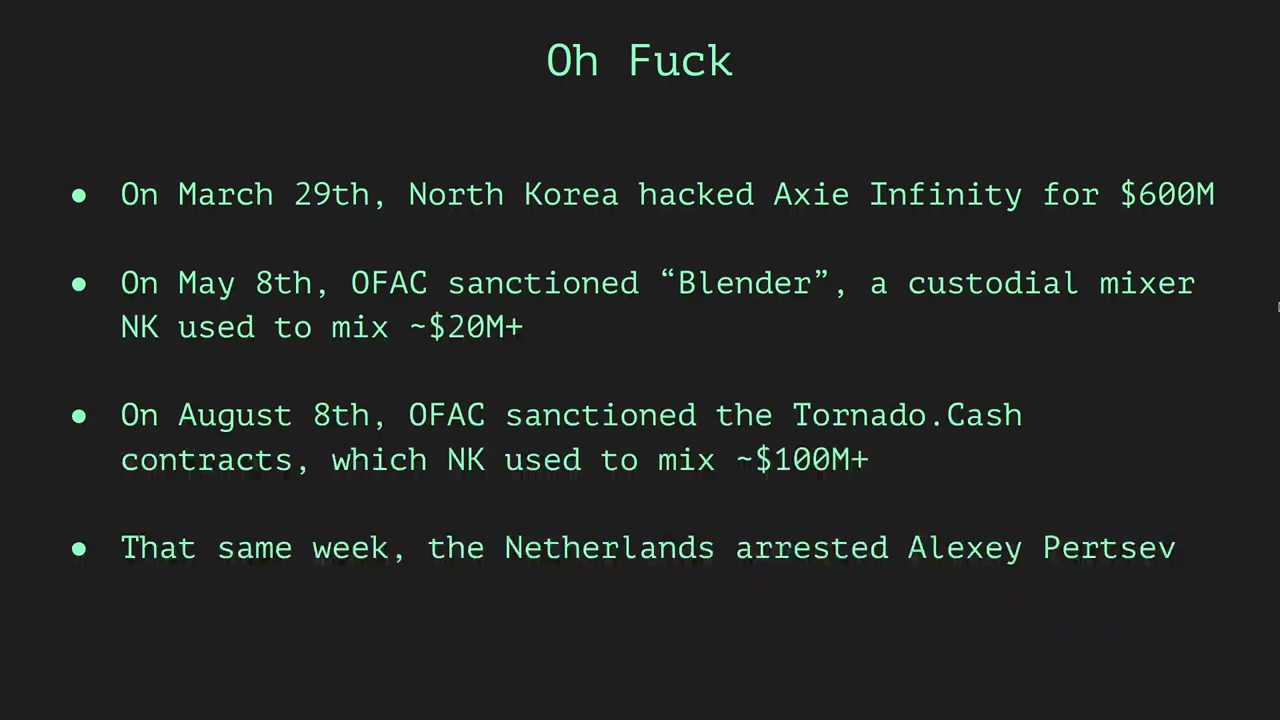 Oh Fuck
● On March 29th, North Korea hacked Axie Infinity for $600M
● On May 8th, OFAC sanctioned “Blender”, a custodial mixer
NK used to mix ~$20M+
● On August 8th, OFAC sanctioned the Tornado.Cash
contracts, which NK used to mix ~$100M+
● That same week, the Netherlands arrested Alexey Pertsev